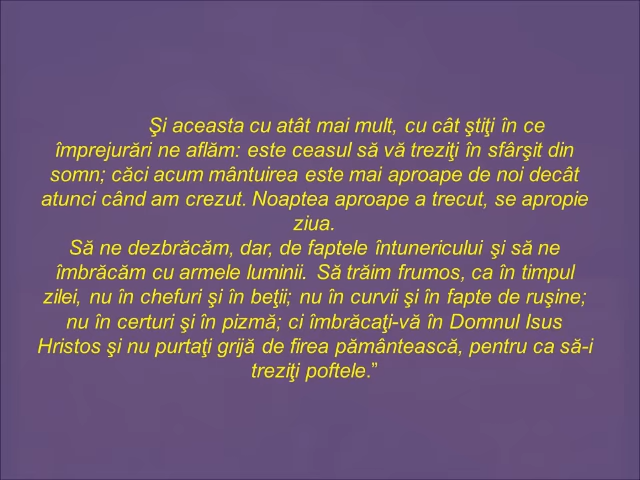 Şi aceasta cu atât mai mult, cu cât ştiţi în ce
împrejurări ne aflăm: este ceasul să vă treziţi în sfârşit din
somn; căci acum mântuirea este mai aproape de noi decât
atunci când am crezut. Noaptea aproape a trecut, se apropie
ziua.
Să ne dezbrăcăm, dar, de faptele întunericului şi să ne
îmbrăcăm cu armele luminii. Să trăim frumos, ca în timpul
zilei, nu în chefuri şi în beţii; nu în curvii şi în fapte de ruşine;
nu în certuri şi în pizmă; ci îmbrăcaţi-vă în Domnul Isus
Hristos şi nu purtaţi grijă de firea pământească, pentru ca să-i
treziţi poftele.”